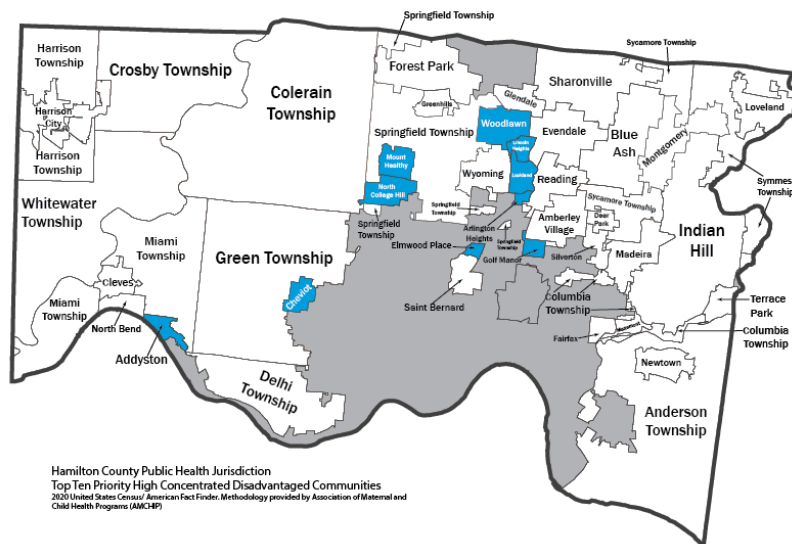 Springfield Township
Sycamore Township
Harrison
Township
Crosby Township
Forest Park
Sharonville
Colerain
Township
Glendale
Greenhills
Loveland
Harrison
City
Woodlawn
Evendale
Blue
Ash
Montgomery
Springfield Township
Lincoln
Heights
Harrison
Township
Mount
Healthy
Wyoming
Lockland
Reading
Symmes
Township
North
College Hill
Sycamore Township
Whitewater
Township
Springfield
Township
Springfield
Township
Arlington
Heights
Amberley
Village
Deer
Park
Indian
Hill
Miami
Township
Elmwood Place
Springfield
Township
Golf Manor
Silverton
Madeira
Green Township
Cleves
Cheviot
Saint Bernard
Columbia
Township
Terrace
Park
Miami
Township
North Bend
Addyston
Fairfax
Mariemont
Columbia
Township
Newtown
Delhi
Township
Anderson
Township
Hamilton County Public Health Jurisdiction
Top Ten Priority High Concentrated Disadvantaged Communities
2020 United States Census/ American Fact Finder. Methodology provided by Association of Maternal and
Child Health Programs (AMCHIP)